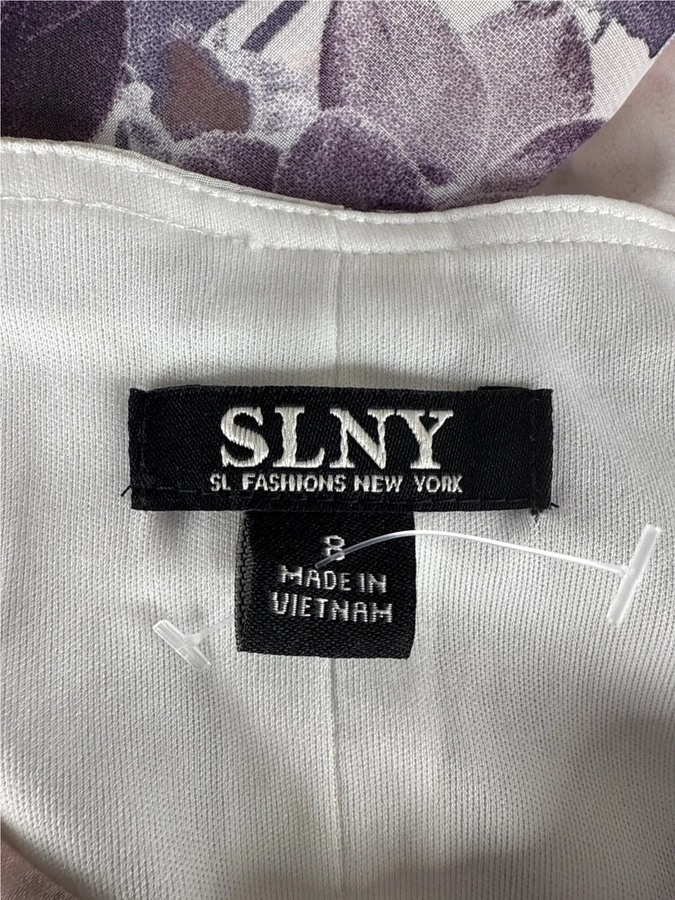 SLNY
SL FASHIONS NEW YORK
8
MADE IN
VIETNAM